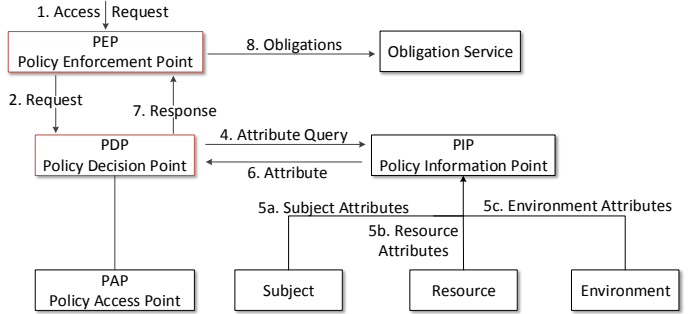 1. Access Request
PEP
Policy Enforcement Point
8. Obligations
Obligation Service
2. Request
7. Response
PDP
Policy Decision Point
4. Attribute Query
6. Attribute
PIP
Policy Information Point
5a. Subject Attributes
5b. Resource
Attributes
5c. Environment Attributes
PAP
Policy Access Point
Subject
Resource
Environment